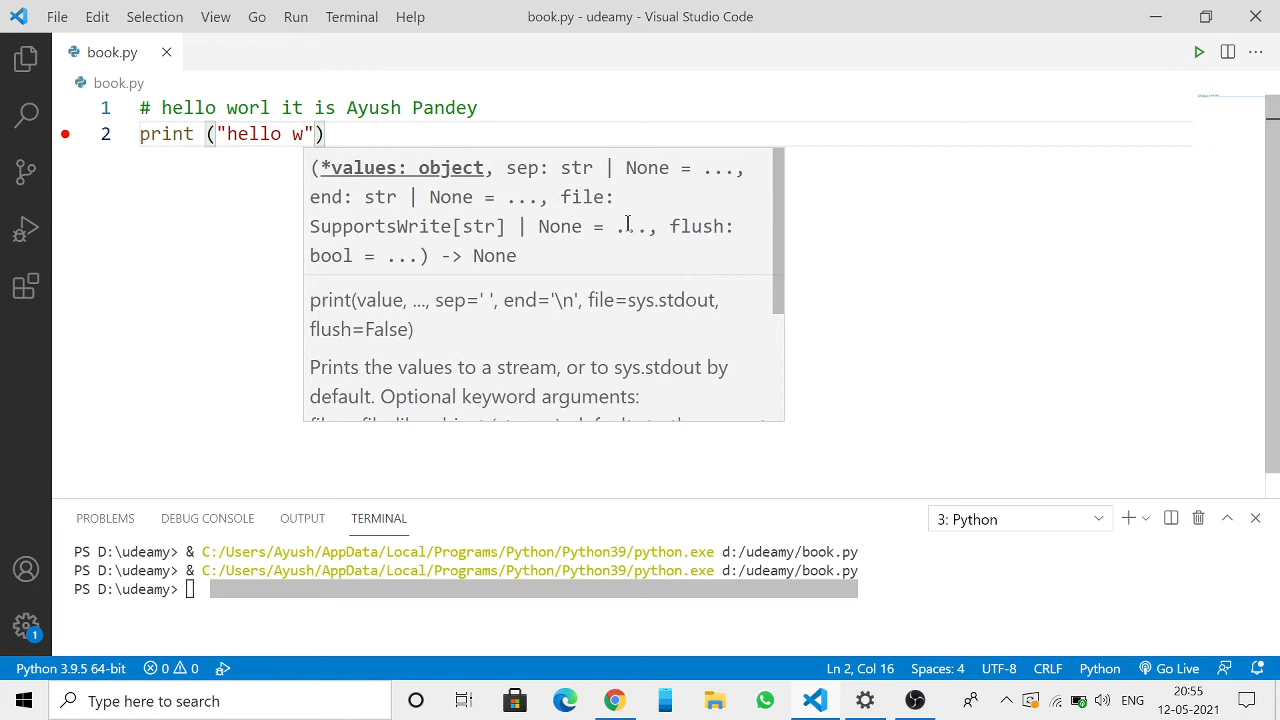 File Edit Selection View Go Run Terminal Help book.py - udeamy - Visual Studio Code
book.py
book.py
1 # hello worl it is Ayush Pandey
2 print ("hello w")
(*values: object, sep: str | None = ...,
end: str | None = ..., file:
SupportsWrite[str] | None = ..., flush:
bool = ...) -> None
print(value, ..., sep=' ', end='\n', file=sys.stdout,
flush=False)
Prints the values to a stream, or to sys.stdout by
default. Optional keyword arguments:
PROBLEMS DEBUG CONSOLE OUTPUT TERMINAL 3: Python
PS D:\udeamy> & C:/Users/Ayush/AppData/Local/Programs/Python/Python39/python.exe d:/udeamy/book.py
PS D:\udeamy> & C:/Users/Ayush/AppData/Local/Programs/Python/Python39/python.exe d:/udeamy/book.py
PS D:\udeamy>
1
Python 3.9.5 64-bit 0 0 Ln 2, Col 16 Spaces: 4 UTF-8 CRLF Python Go Live
Type here to search ENG 20:55
12-05-2021